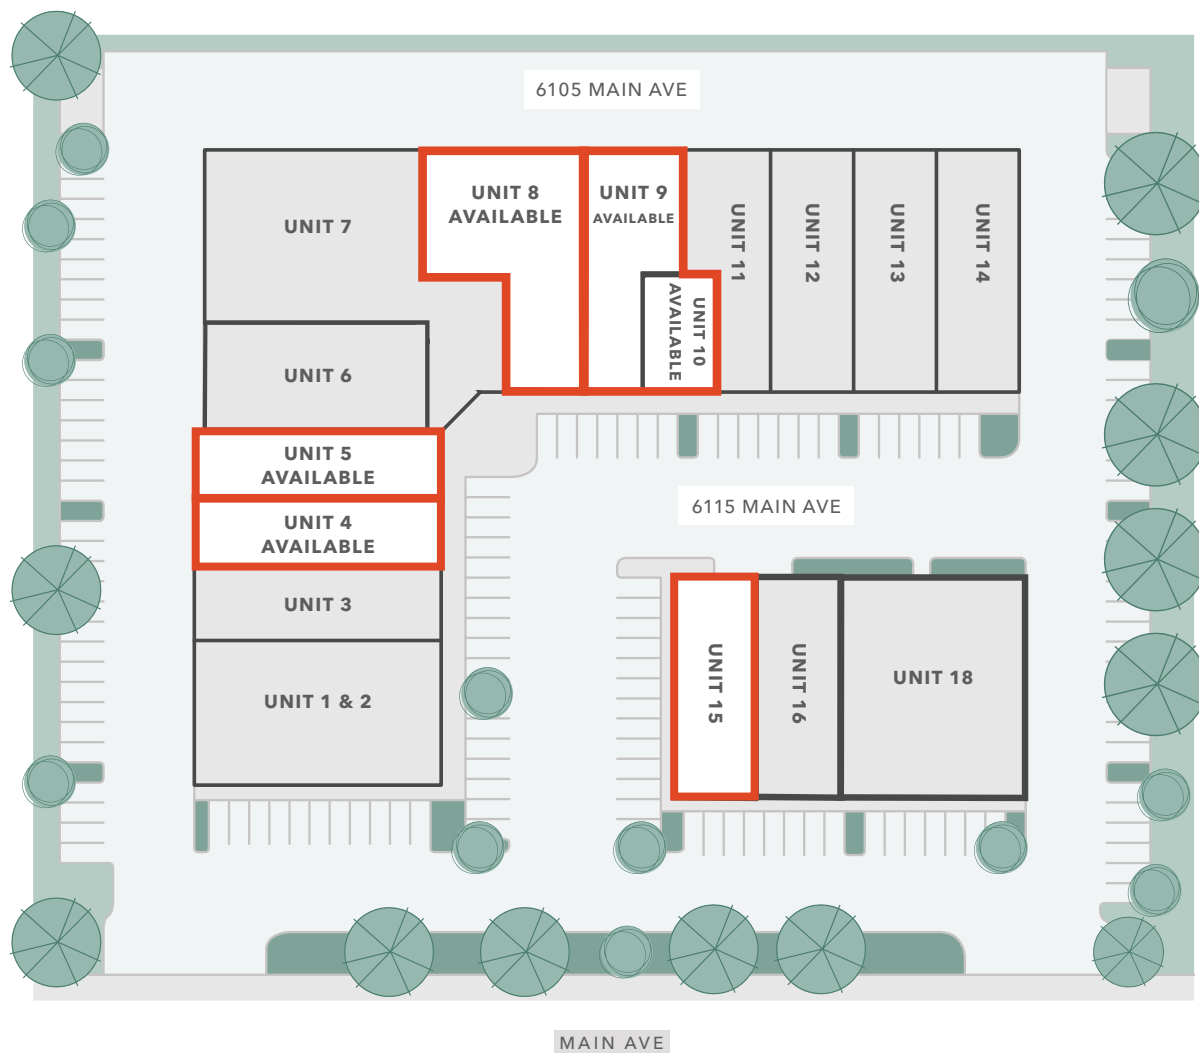 6105 MAIN AVE
UNIT 7
UNIT 8
AVAILABLE
UNIT 9
AVAILABLE
UNIT 10
AVAILABLE
UNIT 11
UNIT 12
UNIT 13
UNIT 14
UNIT 6
UNIT 5
AVAILABLE
UNIT 4
AVAILABLE
UNIT 3
UNIT 1 & 2
6115 MAIN AVE
UNIT 15
UNIT 16
UNIT 18
MAIN AVE